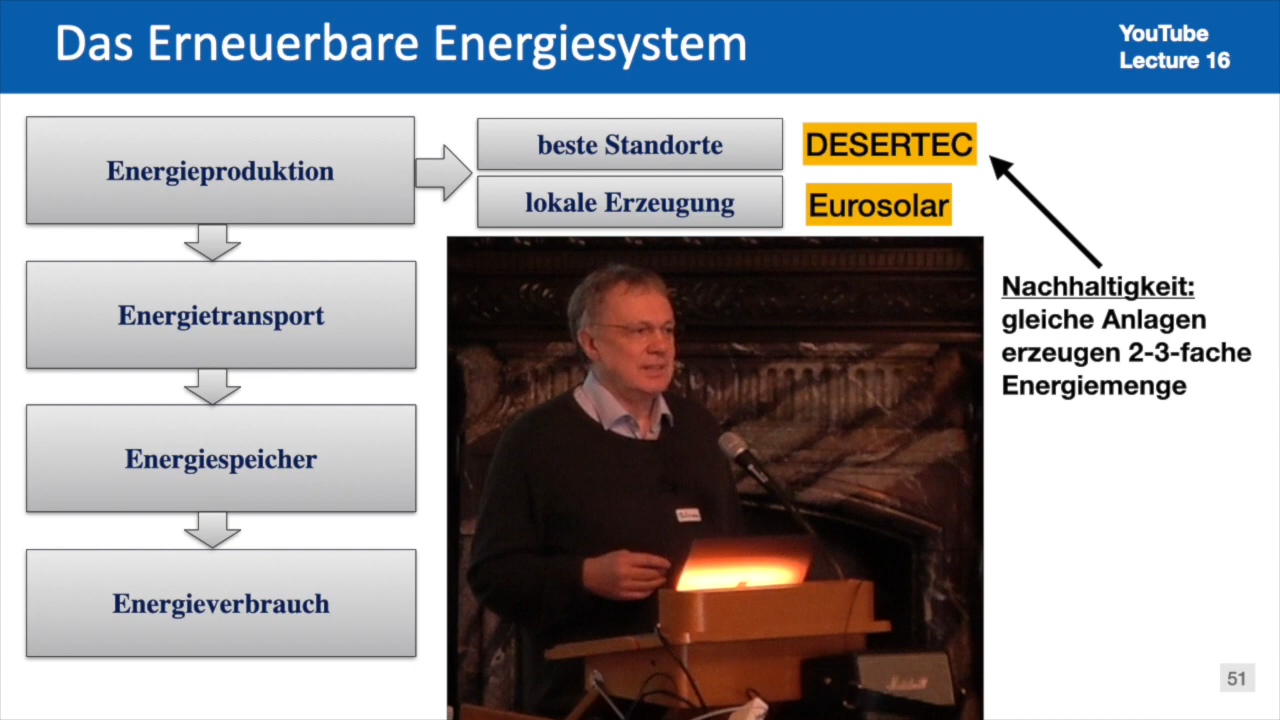 Das Erneuerbare Energiesystem
YouTube
Lecture 16
Energieproduktion
beste Standorte
DESERTEC
lokale Erzeugung
Eurosolar
Nachhaltigkeit:
gleiche Anlagen
erzeugen 2-3-fache
Energiemenge
Energietransport
Energiespeicher
Energieverbrauch
Marshall
51